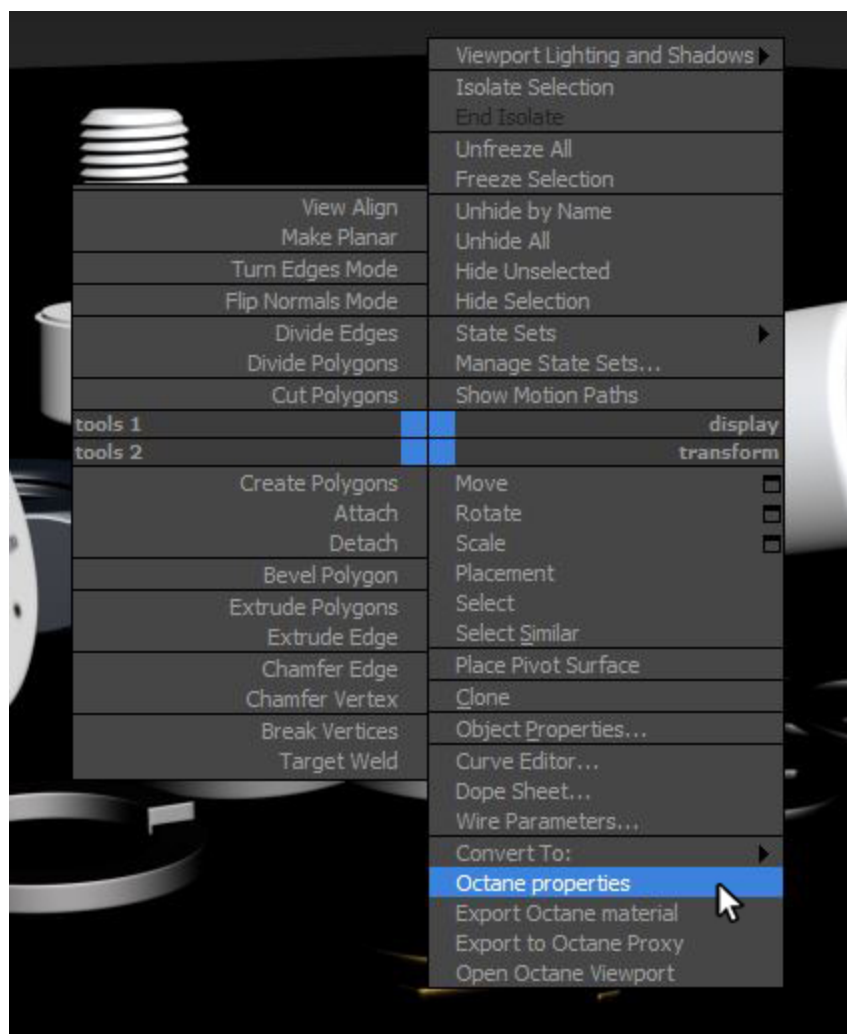 Viewport Lighting and Shadows
Isolate Selection
End Isolate
Unfreeze All
Freeze Selection
Unhide by Name
Unhide All
Hide Unselected
Hide Selection
State Sets
Manage State Sets...
Show Motion Paths
display
View Align
Make Planar
Turn Edges Mode
Flip Normals Mode
Divide Edges
Divide Polygons
Cut Polygons
tools 1
tools 2
Create Polygons
Attach
Detach
Bevel Polygon
Extrude Polygons
Extrude Edge
Chamfer Edge
Chamfer Vertex
Break Vertices
Target Weld
transform
Move
Rotate
Scale
Placement
Select
Select Similar
Place Pivot Surface
Clone
Object Properties...
Curve Editor...
Dope Sheet...
Wire Parameters...
Convert To:
Octane properties
Export Octane material
Export to Octane Proxy
Open Octane Viewport